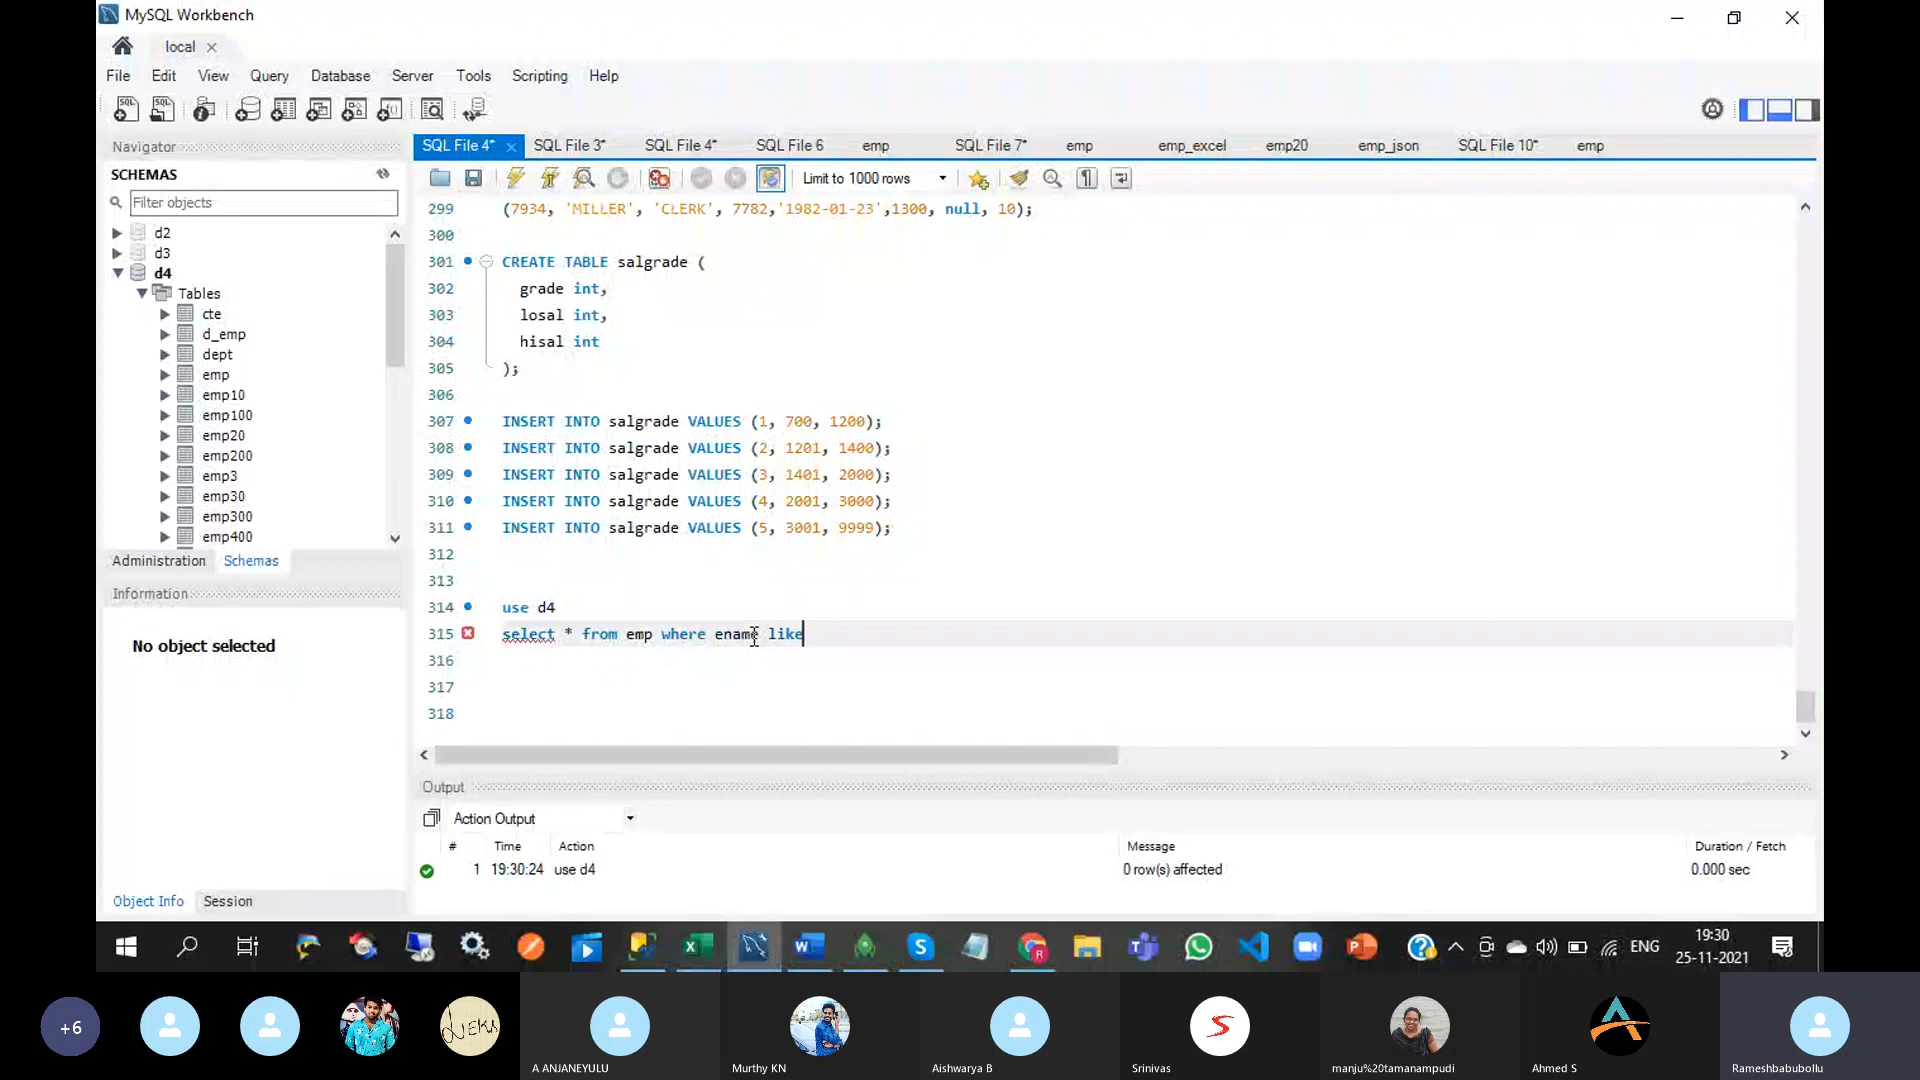 MySQL Workbench
local
File Edit View Query Database Server Tools Scripting Help
Navigator
SCHEMAS
Filter objects
d2
d3
d4
Tables
cte
d_emp
dept
emp
emp10
emp100
emp20
emp200
emp3
emp30
emp300
emp400
Administration Schemas
Information
No object selected
Object Info Session
SQL File 4* SQL File 3* SQL File 4* SQL File 6 emp SQL File 7* emp emp_excel emp20 emp_json SQL File 10* emp
Limit to 1000 rows
299 (7934, 'MILLER', 'CLERK', 7782,'1982-01-23',1300, null, 10);
300
301 CREATE TABLE salgrade (
302 grade int,
303 losal int,
304 hisal int
305 );
306
307 INSERT INTO salgrade VALUES (1, 700, 1200);
308 INSERT INTO salgrade VALUES (2, 1201, 1400);
309 INSERT INTO salgrade VALUES (3, 1401, 2000);
310 INSERT INTO salgrade VALUES (4, 2001, 3000);
311 INSERT INTO salgrade VALUES (5, 3001, 9999);
312
313
314 use d4
315 select * from emp where ename like
316
317
318
Output
Action Output
# Time Action Message Duration / Fetch
1 19:30:24 use d4 0 row(s) affected 0.000 sec
ENG
19:30
25-11-2021
+6
A ANJANEYULU
Murthy KN
Aishwarya B
Srinivas
manju%20tamanampudi
Ahmed S
Rameshbabubollu